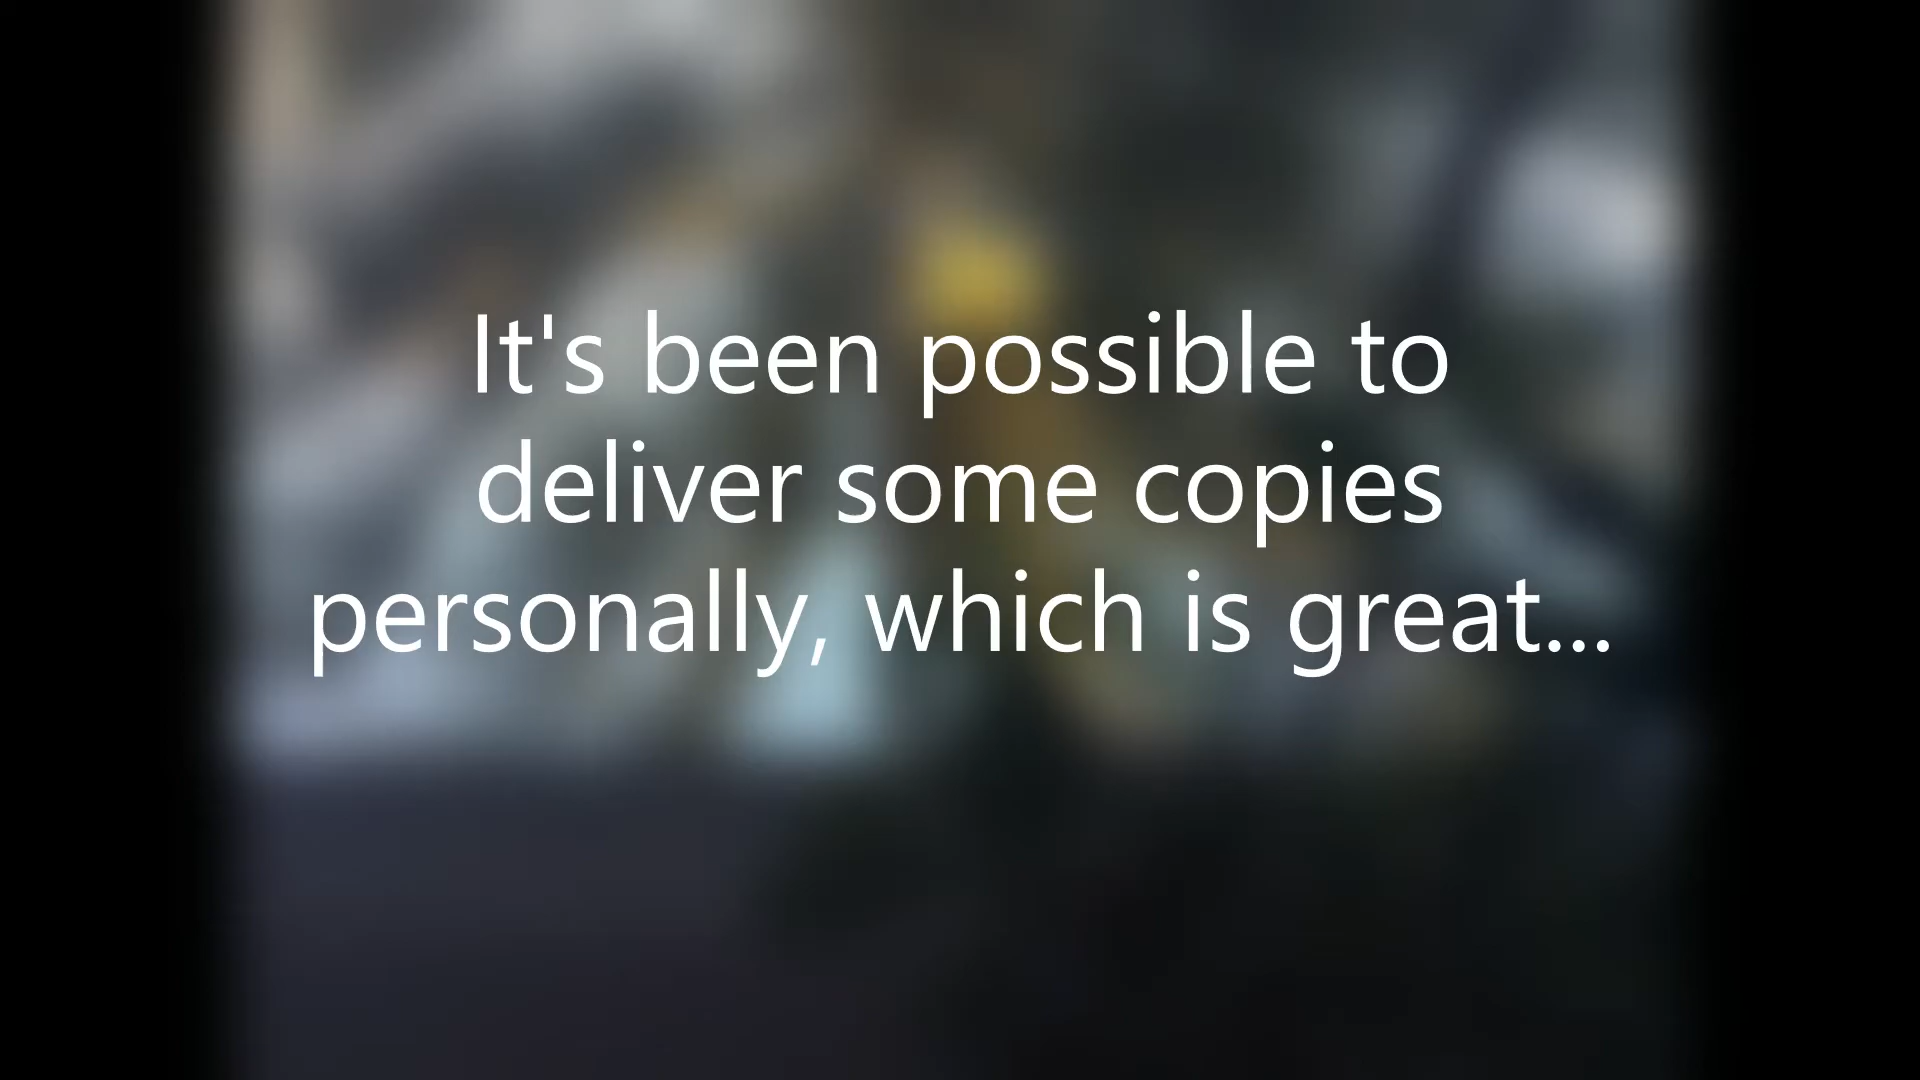 It's been possible to
deliver some copies
personally, which is great...